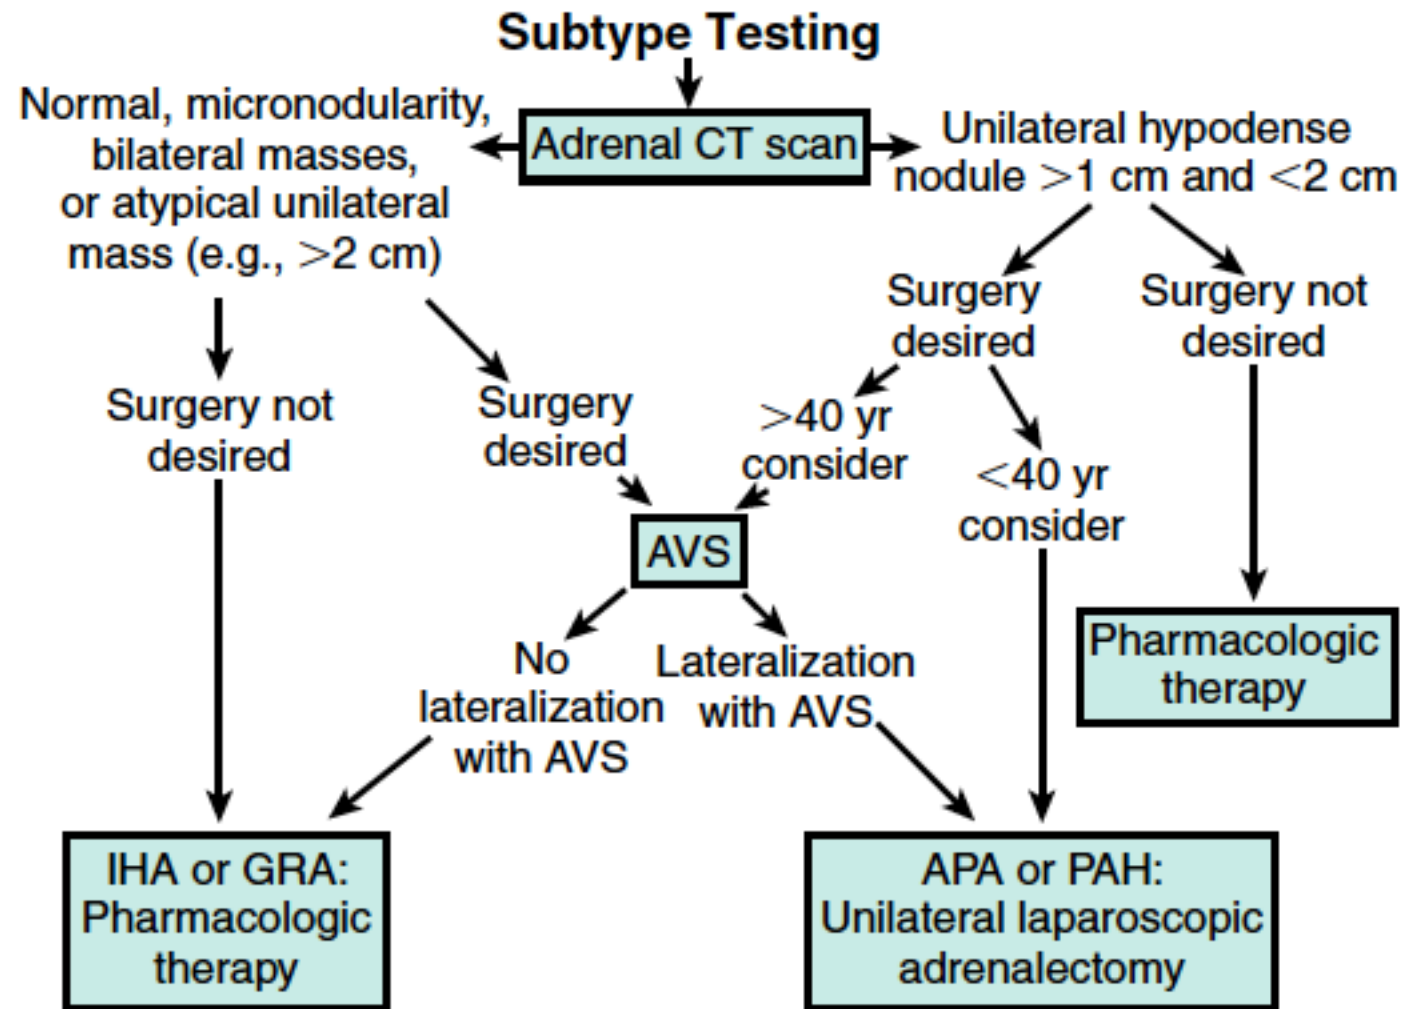 Subtype Testing
Adrenal CT scan
Normal, micronodularity,
bilateral masses,
or atypical unilateral
mass (e.g., >2 cm)
Unilateral hypodense
nodule >1 cm and <2 cm
Surgery not
desired
Surgery
desired
Surgery
desired
Surgery not
desired
>40 yr
consider
<40 yr
consider
AVS
No
lateralization
with AVS
Lateralization
with AVS
Pharmacologic
therapy
IHA or GRA:
Pharmacologic
therapy
APA or PAH:
Unilateral laparoscopic
adrenalectomy